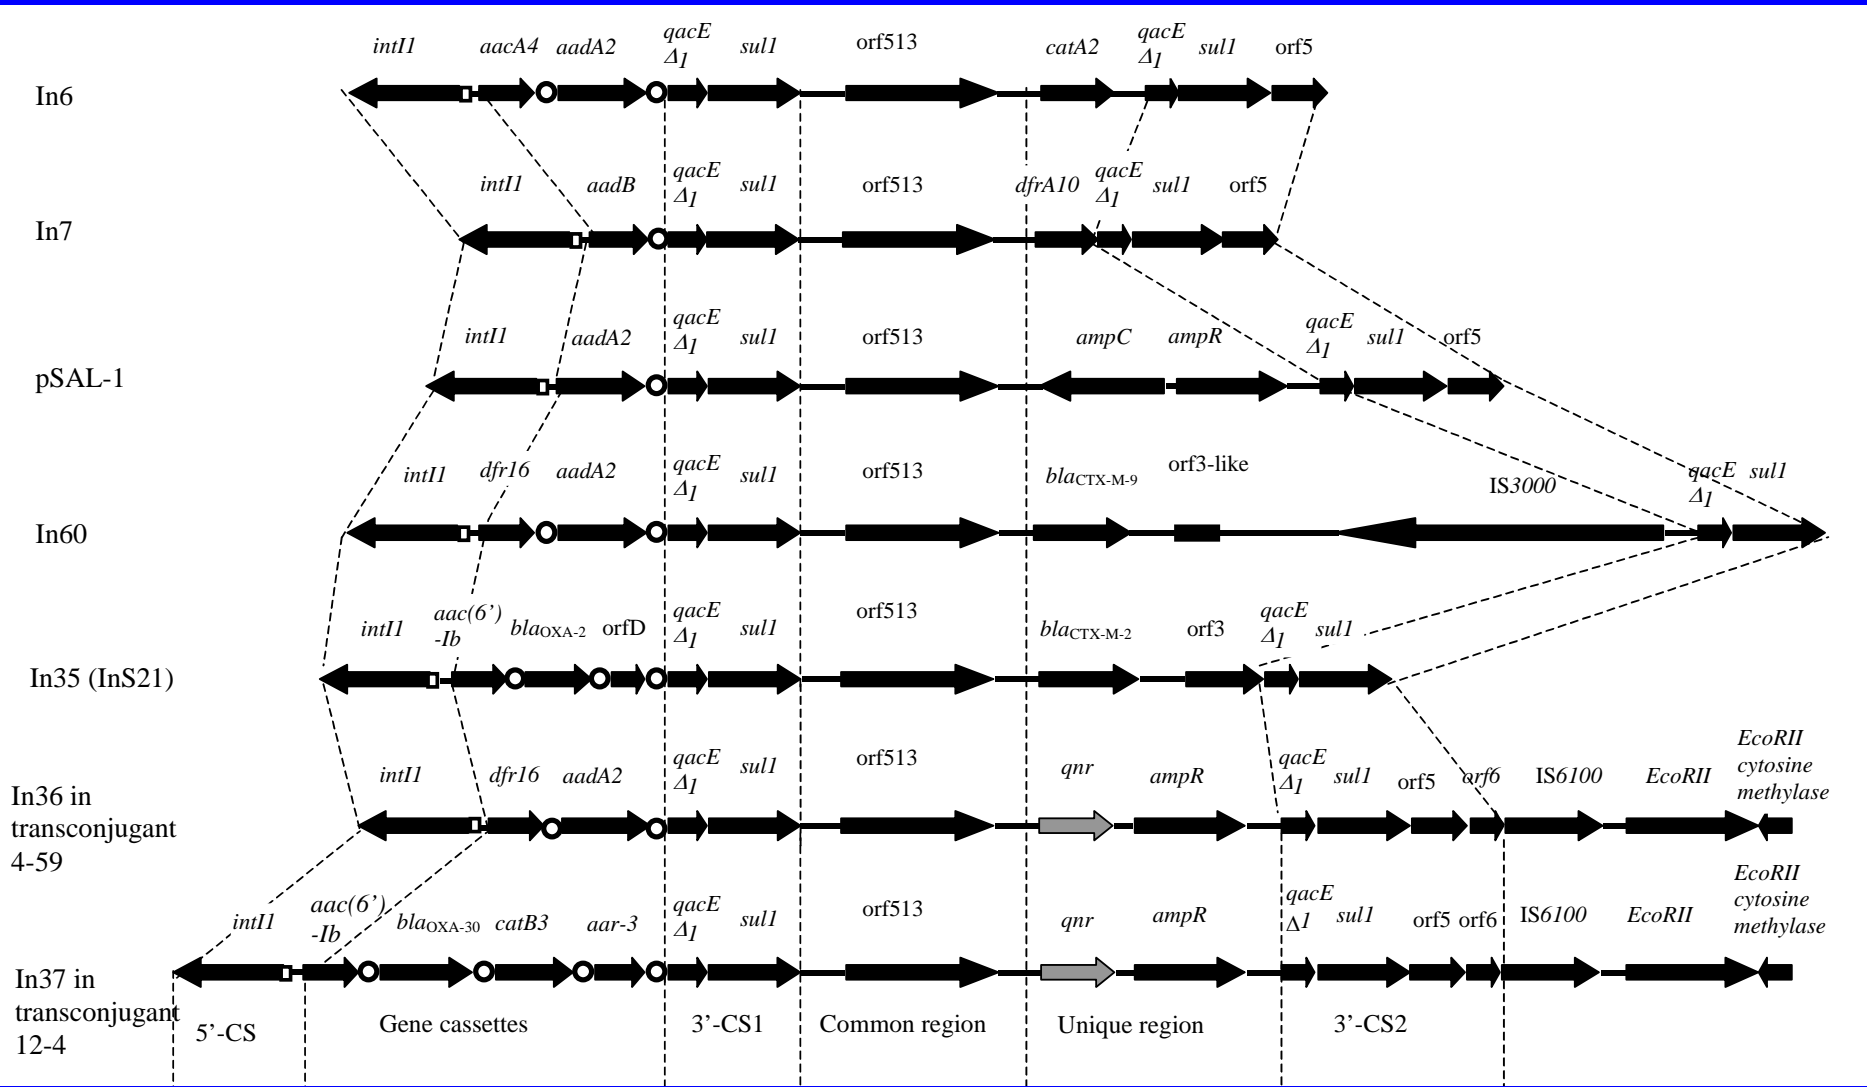 intI1 aacA4 aadA2 qacE Δ1 sul1 orf513 catA2 qacE Δ1 sul1 orf5
In6
intI1 aadB qacE Δ1 sul1 orf513 dfrA10 qacE Δ1 sul1 orf5
In7
intI1 aadA2 qacE Δ1 sul1 orf513 ampC ampR qacE Δ1 sul1 orf5
pSAL-1
intI1 dfr16 aadA2 qacE Δ1 sul1 orf513 blaCTX-M-9 orf3-like IS3000 qacE Δ1 sul1
In60
intI1 aac(6’)-Ib blaOXA-2 orfD qacE Δ1 sul1 orf513 blaCTX-M-2 orf3 qacE Δ1 sul1
In35 (InS21)
intI1 dfr16 aadA2 qacE Δ1 sul1 orf513 qnr ampR qacE Δ1 sul1 orf5 orf6 IS6100 EcoRII EcoRII cytosine methylase
In36 in
transconjugant
4-59
intI1 aac(6’)-Ib blaOXA-30 catB3 aar-3 qacE Δ1 sul1 orf513 qnr ampR qacE Δ1 sul1 orf5 orf6 IS6100 EcoRII EcoRII cytosine methylase
In37 in
transconjugant
12-4
5’-CS Gene cassettes 3’-CS1 Common region Unique region 3’-CS2